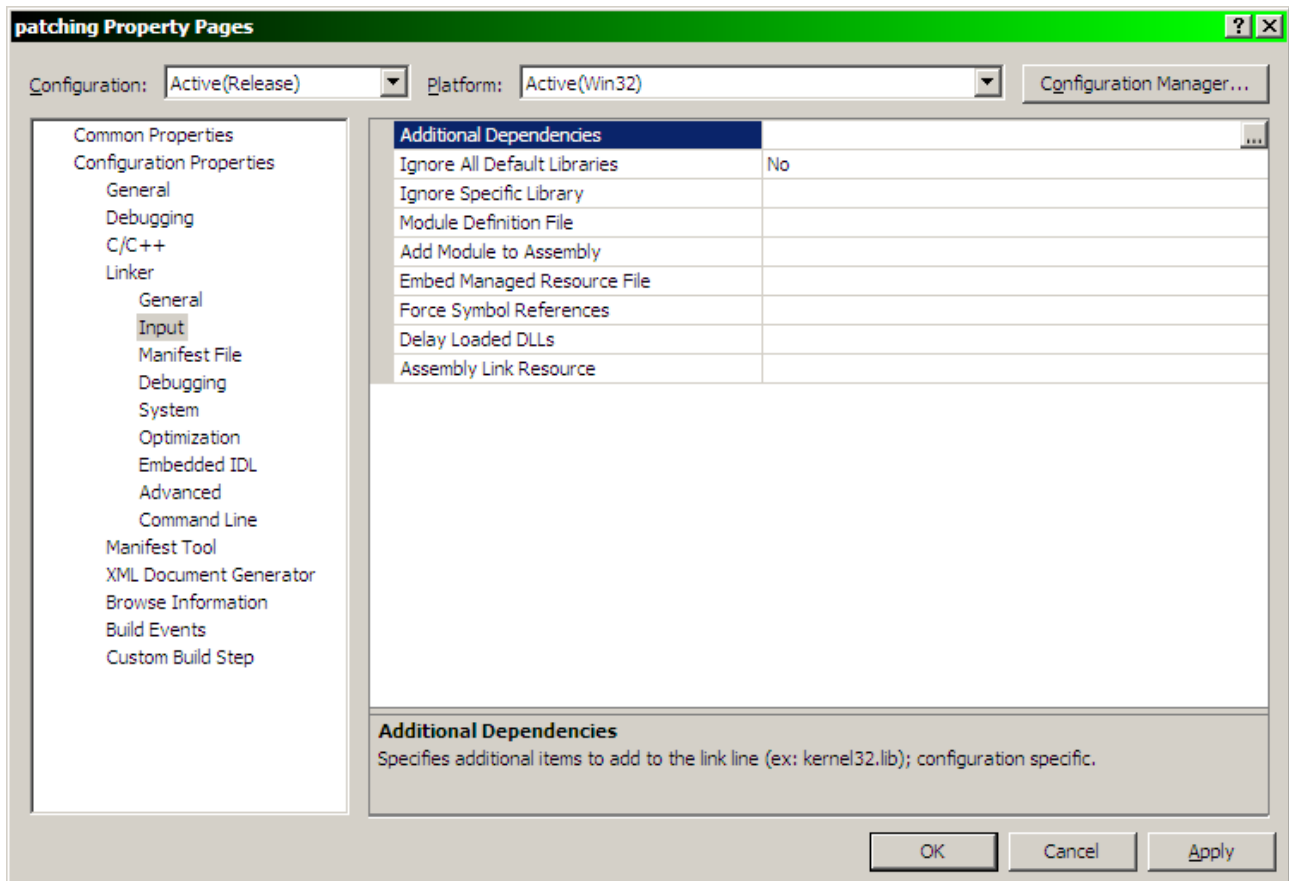 patching Property Pages
Configuration: Active(Release) Platform: Active(Win32) Configuration Manager...
Common Properties
Configuration Properties
General
Debugging
C/C++
Linker
General
Input
Manifest File
Debugging
System
Optimization
Embedded IDL
Advanced
Command Line
Manifest Tool
XML Document Generator
Browse Information
Build Events
Custom Build Step
Additional Dependencies ...
Ignore All Default Libraries No
Ignore Specific Library
Module Definition File
Add Module to Assembly
Embed Managed Resource File
Force Symbol References
Delay Loaded DLLs
Assembly Link Resource
Additional Dependencies
Specifies additional items to add to the link line (ex: kernel32.lib); configuration specific.
OK Cancel Apply